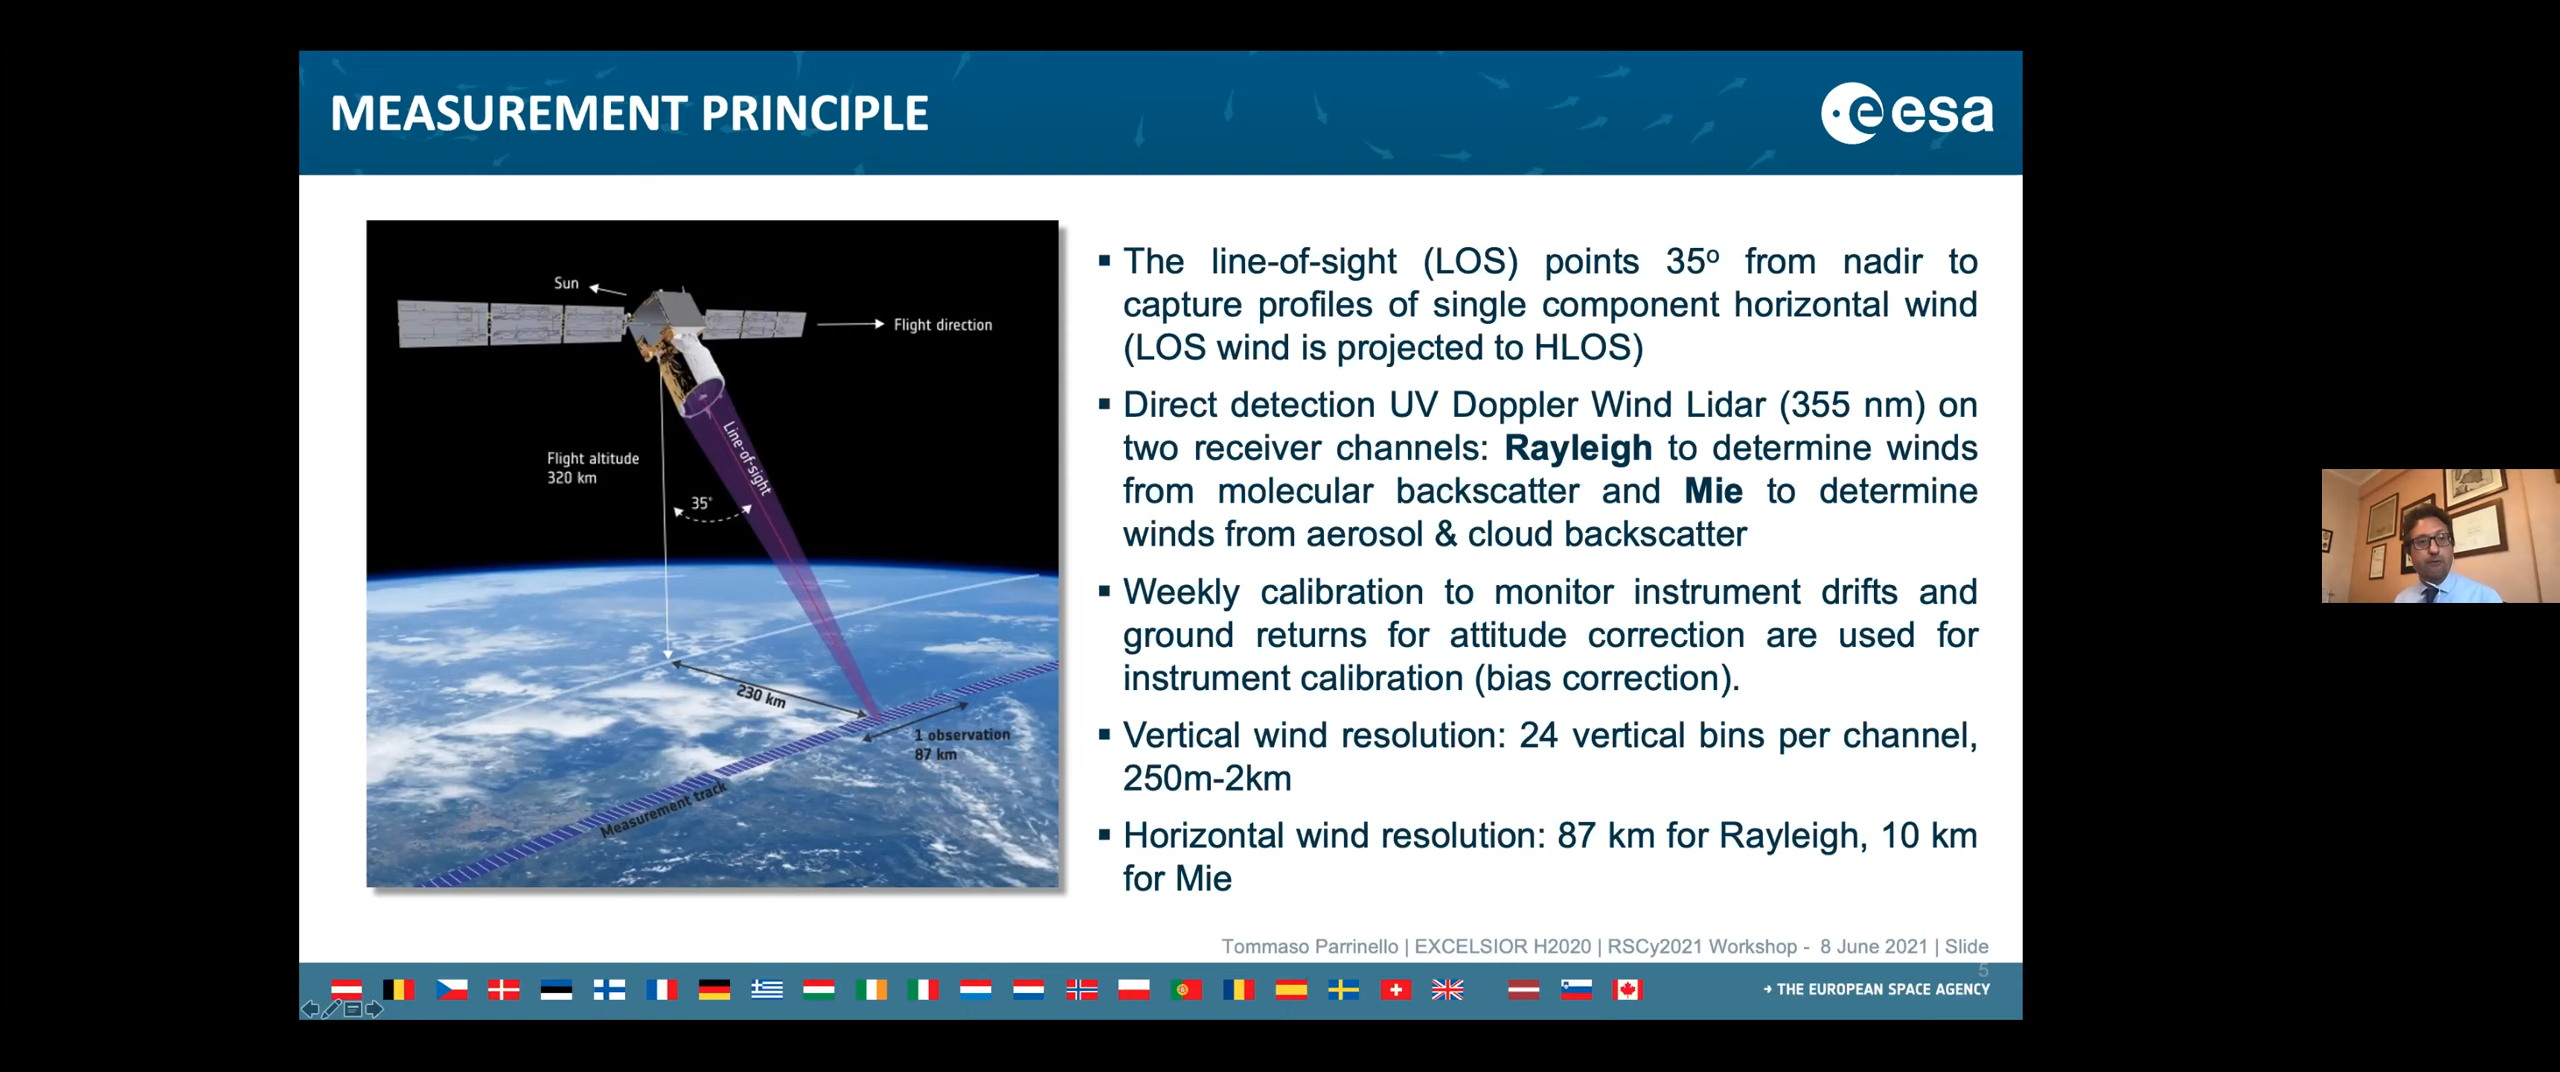 MEASUREMENT PRINCIPLE
esa
Sun
Flight direction
Line-of-sight
Flight altitude
320 km
35°
230 km
1 observation
87 km
Measurement track
▪ The line-of-sight (LOS) points 35º from nadir to
capture profiles of single component horizontal wind
(LOS wind is projected to HLOS)
▪ Direct detection UV Doppler Wind Lidar (355 nm) on
two receiver channels: Rayleigh to determine winds
from molecular backscatter and Mie to determine
winds from aerosol & cloud backscatter
▪ Weekly calibration to monitor instrument drifts and
ground returns for attitude correction are used for
instrument calibration (bias correction).
▪ Vertical wind resolution: 24 vertical bins per channel,
250m-2km
▪ Horizontal wind resolution: 87 km for Rayleigh, 10 km
for Mie
Tommaso Parrinello | EXCELSIOR H2020 | RSCy2021 Workshop - 8 June 2021 | Slide
5
→ THE EUROPEAN SPACE AGENCY